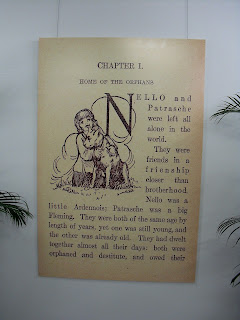 CHAPTER I.
HOME OF THE ORPHANS
NELLO and
Patrasche
were left all
alone in the
world.
They were
friends in a
frienship
closer than
brotherhood.
Nello was a
little Ardennois; Patrasche was a big
Fleming. They were both of the same age by
length of years, yet one was still young, and
the other was already old. They had dwelt
together almost all their days; both were
orphaned and destitute, and owed their